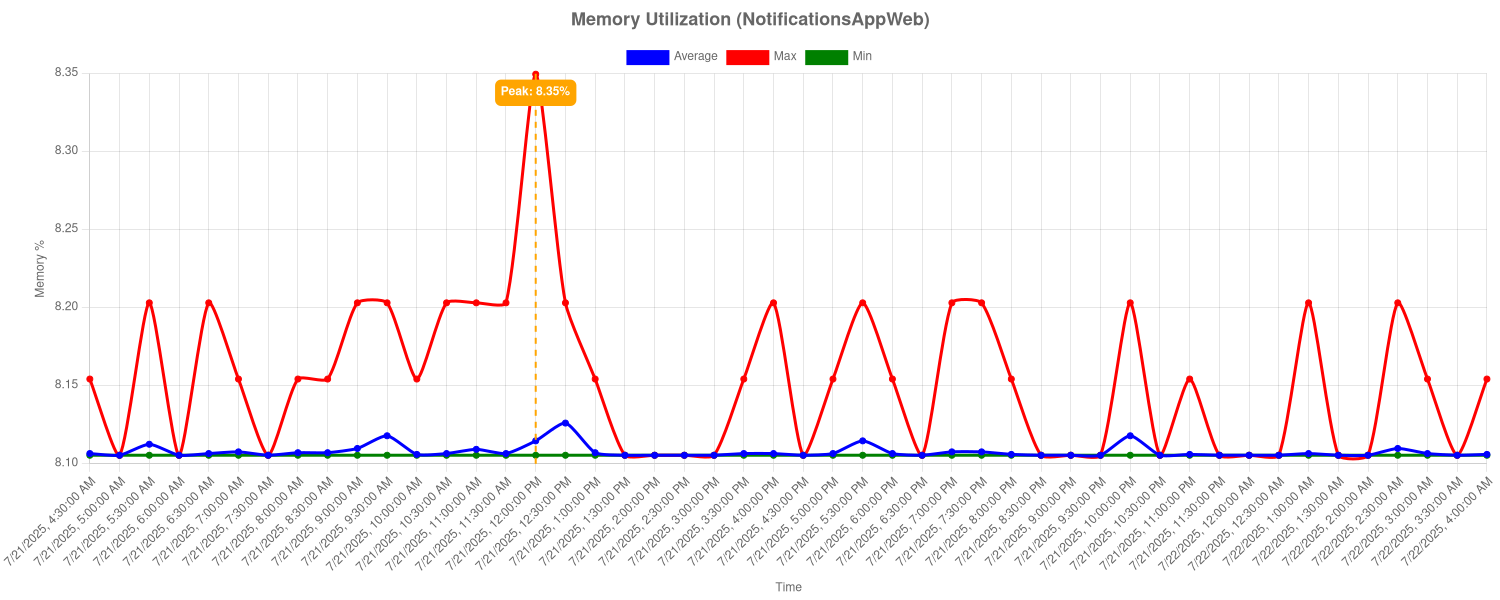 Memory Utilization (NotificationsAppWeb)
Average Max Min
8.35
Peak: 8.35%
8.30
8.25
8.20
8.15
8.10
Memory %
7/21/2025, 4:30:00 AM
7/21/2025, 5:00:00 AM
7/21/2025, 5:30:00 AM
7/21/2025, 6:00:00 AM
7/21/2025, 6:30:00 AM
7/21/2025, 7:00:00 AM
7/21/2025, 7:30:00 AM
7/21/2025, 8:00:00 AM
7/21/2025, 8:30:00 AM
7/21/2025, 9:00:00 AM
7/21/2025, 9:30:00 AM
7/21/2025, 10:00:00 AM
7/21/2025, 10:30:00 AM
7/21/2025, 11:00:00 AM
7/21/2025, 11:30:00 AM
7/21/2025, 12:00:00 PM
7/21/2025, 12:30:00 PM
7/21/2025, 1:00:00 PM
7/21/2025, 1:30:00 PM
7/21/2025, 2:00:00 PM
7/21/2025, 2:30:00 PM
7/21/2025, 3:00:00 PM
7/21/2025, 3:30:00 PM
7/21/2025, 4:00:00 PM
7/21/2025, 4:30:00 PM
7/21/2025, 5:00:00 PM
7/21/2025, 5:30:00 PM
7/21/2025, 6:00:00 PM
7/21/2025, 6:30:00 PM
7/21/2025, 7:00:00 PM
7/21/2025, 7:30:00 PM
7/21/2025, 8:00:00 PM
7/21/2025, 8:30:00 PM
7/21/2025, 9:00:00 PM
7/21/2025, 9:30:00 PM
7/21/2025, 10:00:00 PM
7/21/2025, 10:30:00 PM
7/21/2025, 11:00:00 PM
7/21/2025, 11:30:00 PM
7/22/2025, 12:00:00 AM
7/22/2025, 12:30:00 AM
7/22/2025, 1:00:00 AM
7/22/2025, 1:30:00 AM
7/22/2025, 2:00:00 AM
7/22/2025, 2:30:00 AM
7/22/2025, 3:00:00 AM
7/22/2025, 3:30:00 AM
7/22/2025, 4:00:00 AM
Time